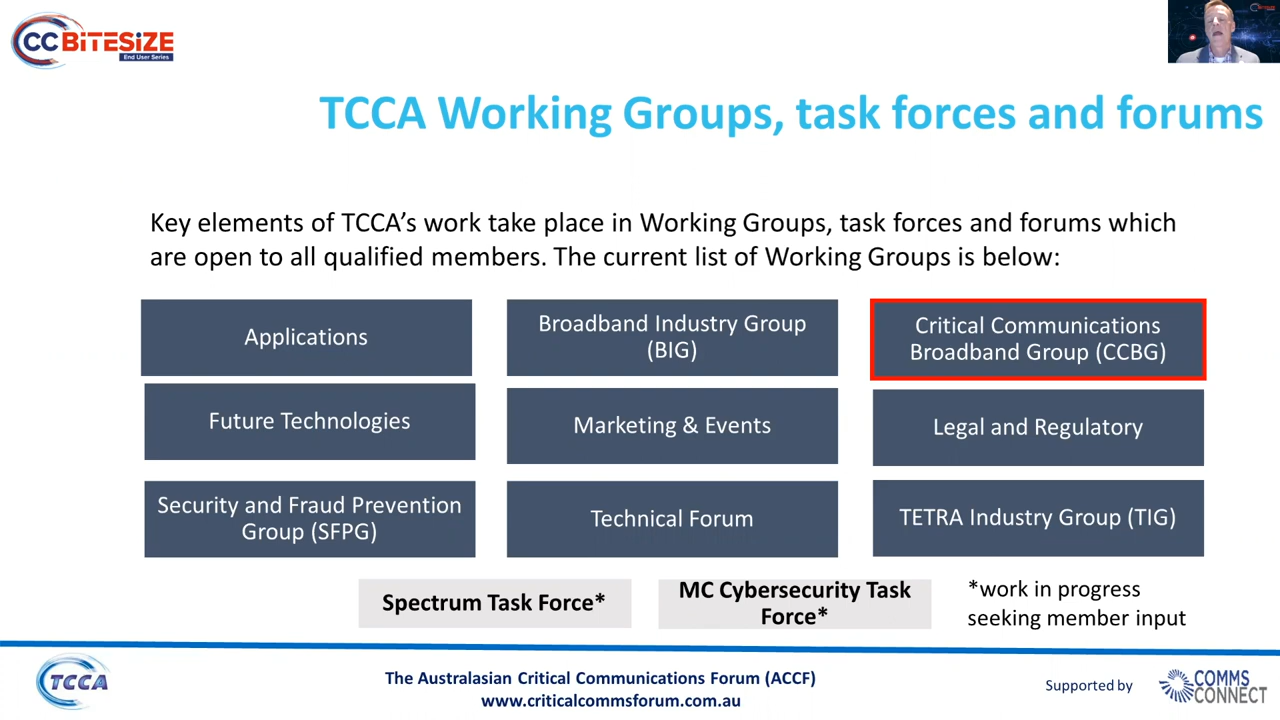 CC BiTESiZE
End User Series
TCCA Working Groups, task forces and forums
Key elements of TCCA's work take place in Working Groups, task forces and forums which
are open to all qualified members. The current list of Working Groups is below:
Applications
Broadband Industry Group
(BIG)
Critical Communications
Broadband Group (CCBG)
Future Technologies
Marketing & Events
Legal and Regulatory
Security and Fraud Prevention
Group (SFPG)
Technical Forum
TETRA Industry Group (TIG)
Spectrum Task Force*
MC Cybersecurity Task
Force*
*work in progress
seeking member input
TCCA
The Australasian Critical Communications Forum (ACCF)
www.criticalcommsforum.com.au
Supported by
COMMS
CONNECT